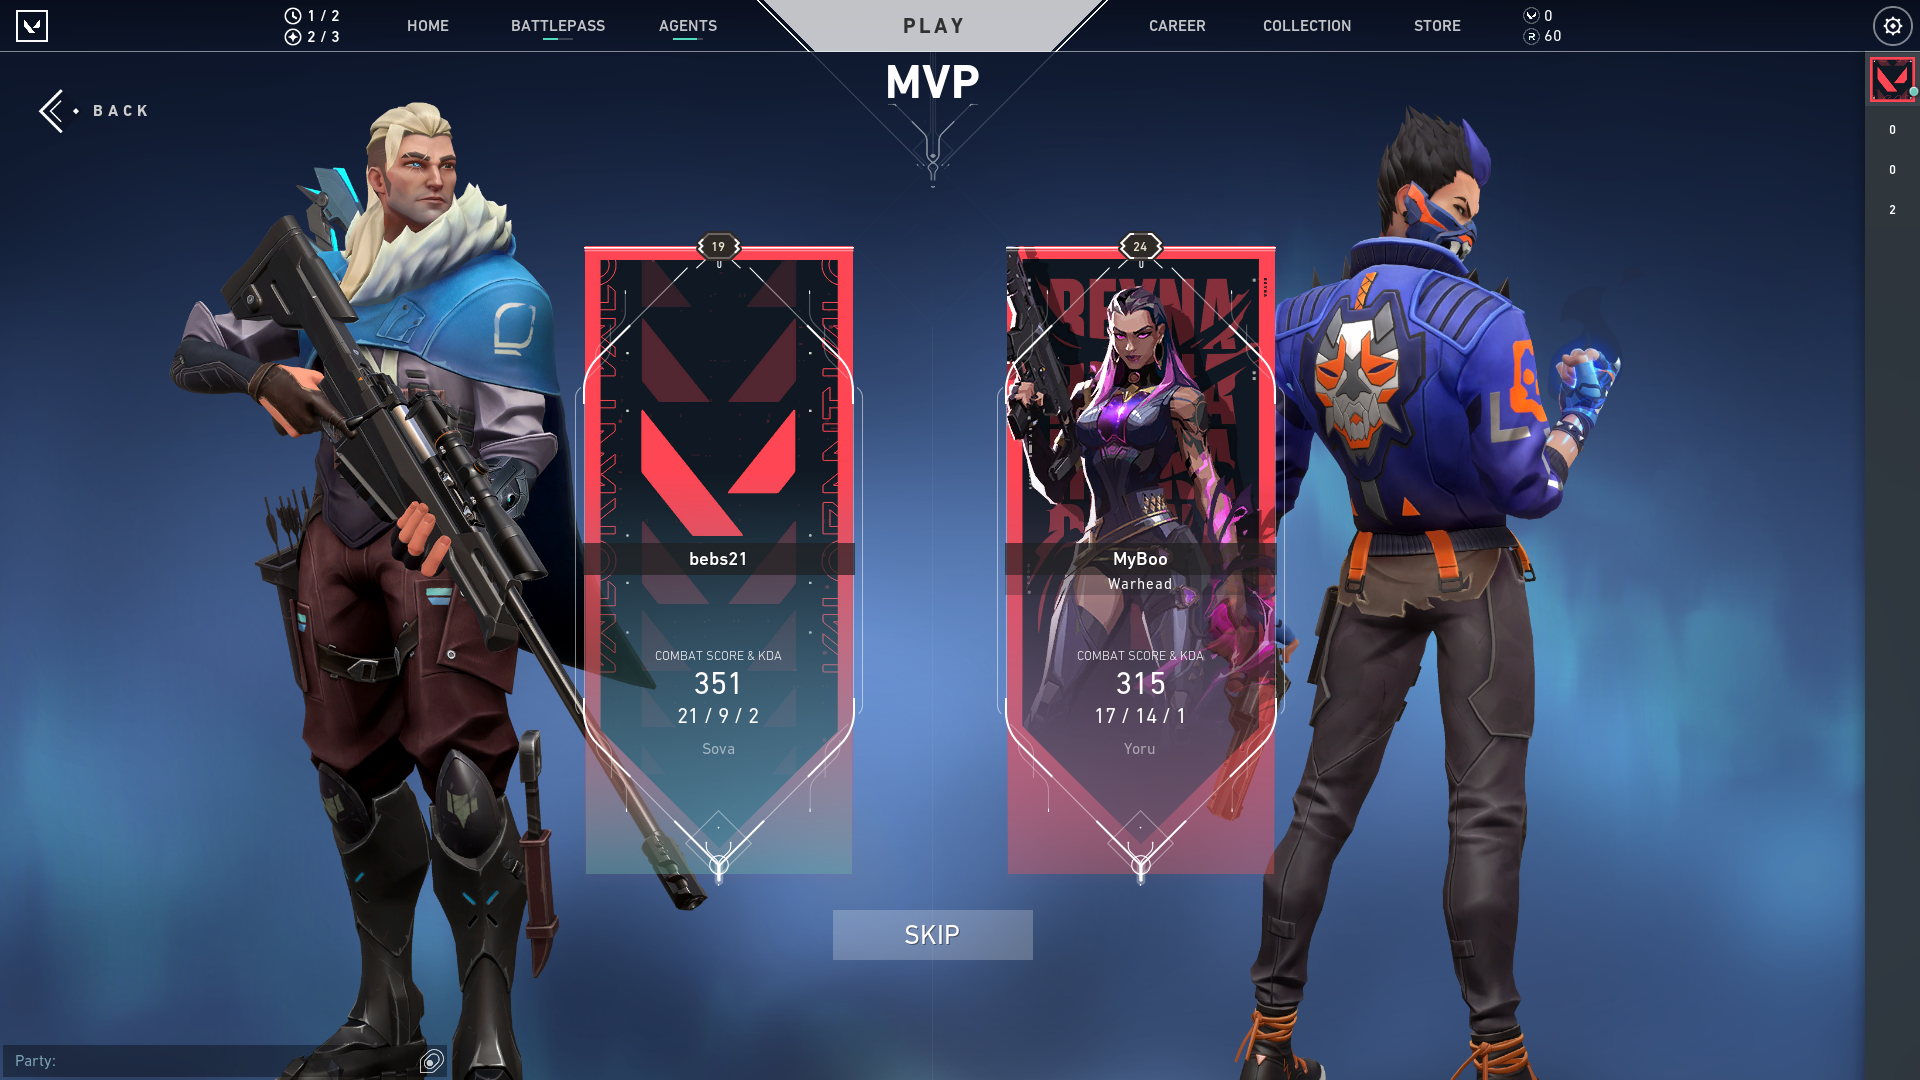 1 / 2
2 / 3
HOME
BATTLEPASS
AGENTS
PLAY
CAREER
COLLECTION
STORE
0
60
MVP
BACK
0
0
2
19
24
REYNA
bebs21
MyBoo
Warhead
COMBAT SCORE & KDA
351
21 / 9 / 2
Sova
COMBAT SCORE & KDA
315
17 / 14 / 1
Yoru
SKIP
Party: